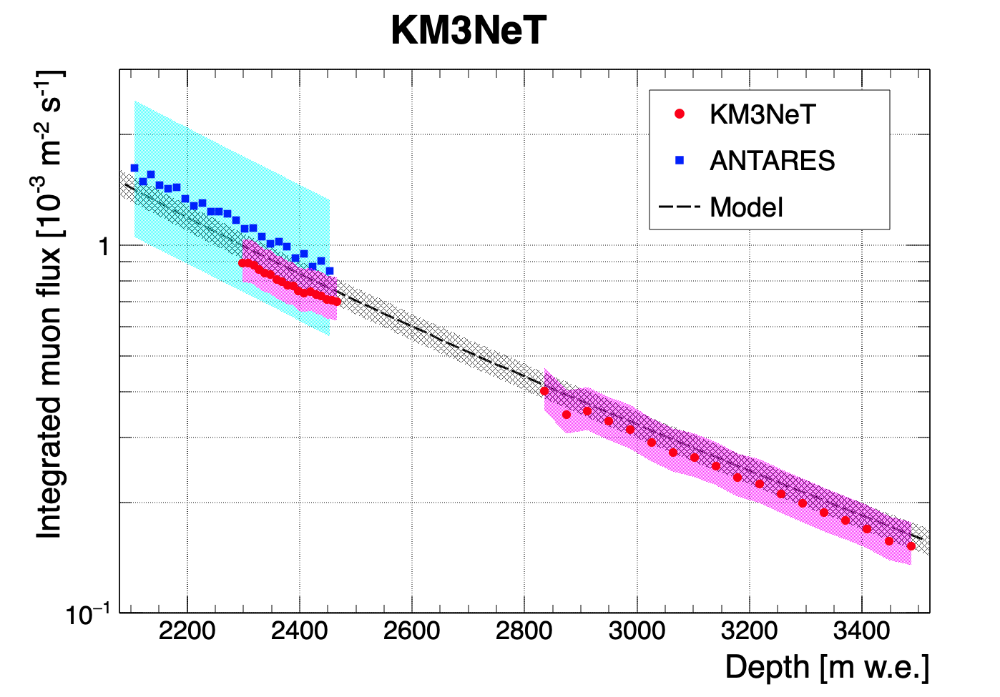 KM3NeT
Integrated muon flux [10⁻³ m⁻² s⁻¹]
KM3NeT
ANTARES
Model
1
10⁻¹
2200 2400 2600 2800 3000 3200 3400
Depth [m w.e.]